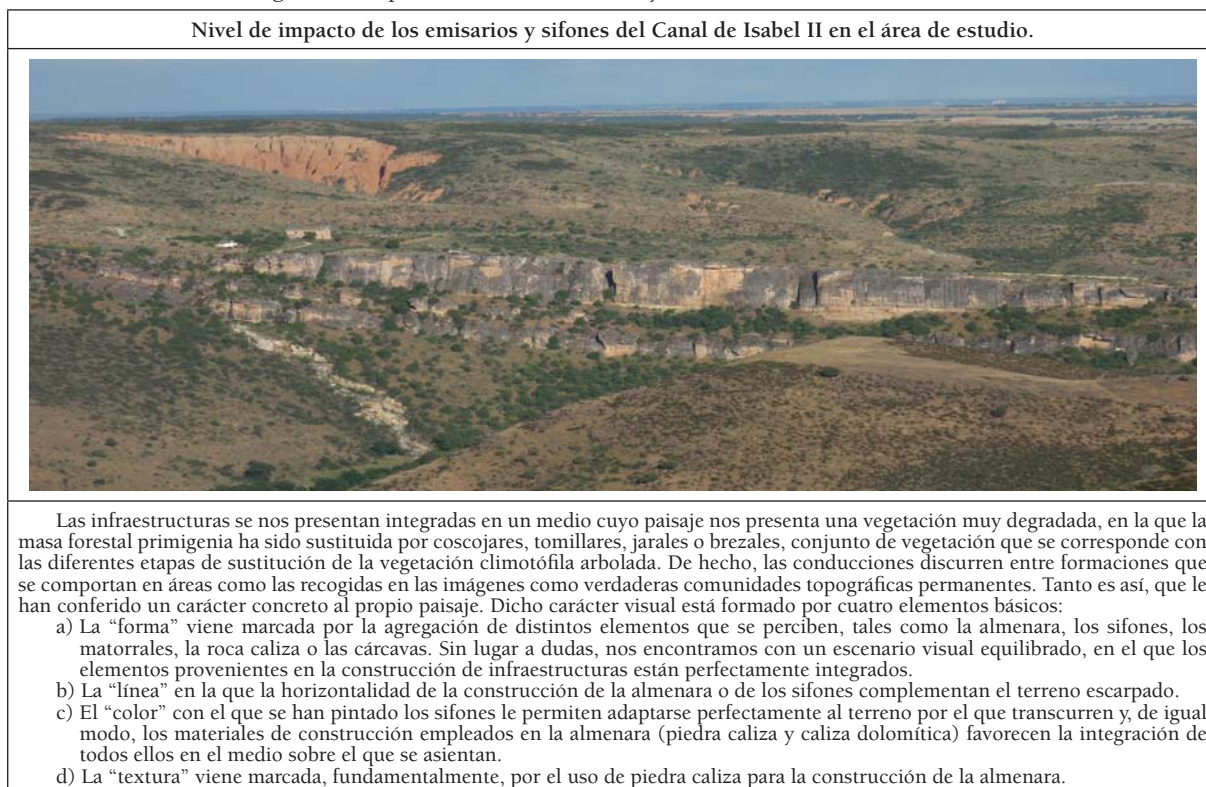 Nivel de impacto de los emisarios y sifones del Canal de Isabel II en el área de estudio.
Las infraestructuras se nos presentan integradas en un medio cuyo paisaje nos presenta una vegetación muy degradada, en la que la
masa forestal primigenia ha sido sustituida por coscojares, tomillares, jarales o brezales, conjunto de vegetación que se corresponde con
las diferentes etapas de sustitución de la vegetación climotófila arbolada. De hecho, las conducciones discurren entre formaciones que
se comportan en áreas como las recogidas en las imágenes como verdaderas comunidades topográficas permanentes. Tanto es así, que le
han conferido un carácter concreto al propio paisaje. Dicho carácter visual está formado por cuatro elementos básicos:
a) La “forma” viene marcada por la agregación de distintos elementos que se perciben, tales como la almenara, los sifones, los
matorrales, la roca caliza o las cárcavas. Sin lugar a dudas, nos encontramos con un escenario visual equilibrado, en el que los
elementos provenientes en la construcción de infraestructuras están perfectamente integrados.
b) La “línea” en la que la horizontalidad de la construcción de la almenara o de los sifones complementan el terreno escarpado.
c) El “color” con el que se han pintado los sifones le permiten adaptarse perfectamente al terreno por el que transcurren y, de igual
modo, los materiales de construcción empleados en la almenara (piedra caliza y caliza dolomítica) favorecen la integración de
todos ellos en el medio sobre el que se asientan.
d) La “textura” viene marcada, fundamentalmente, por el uso de piedra caliza para la construcción de la almenara.